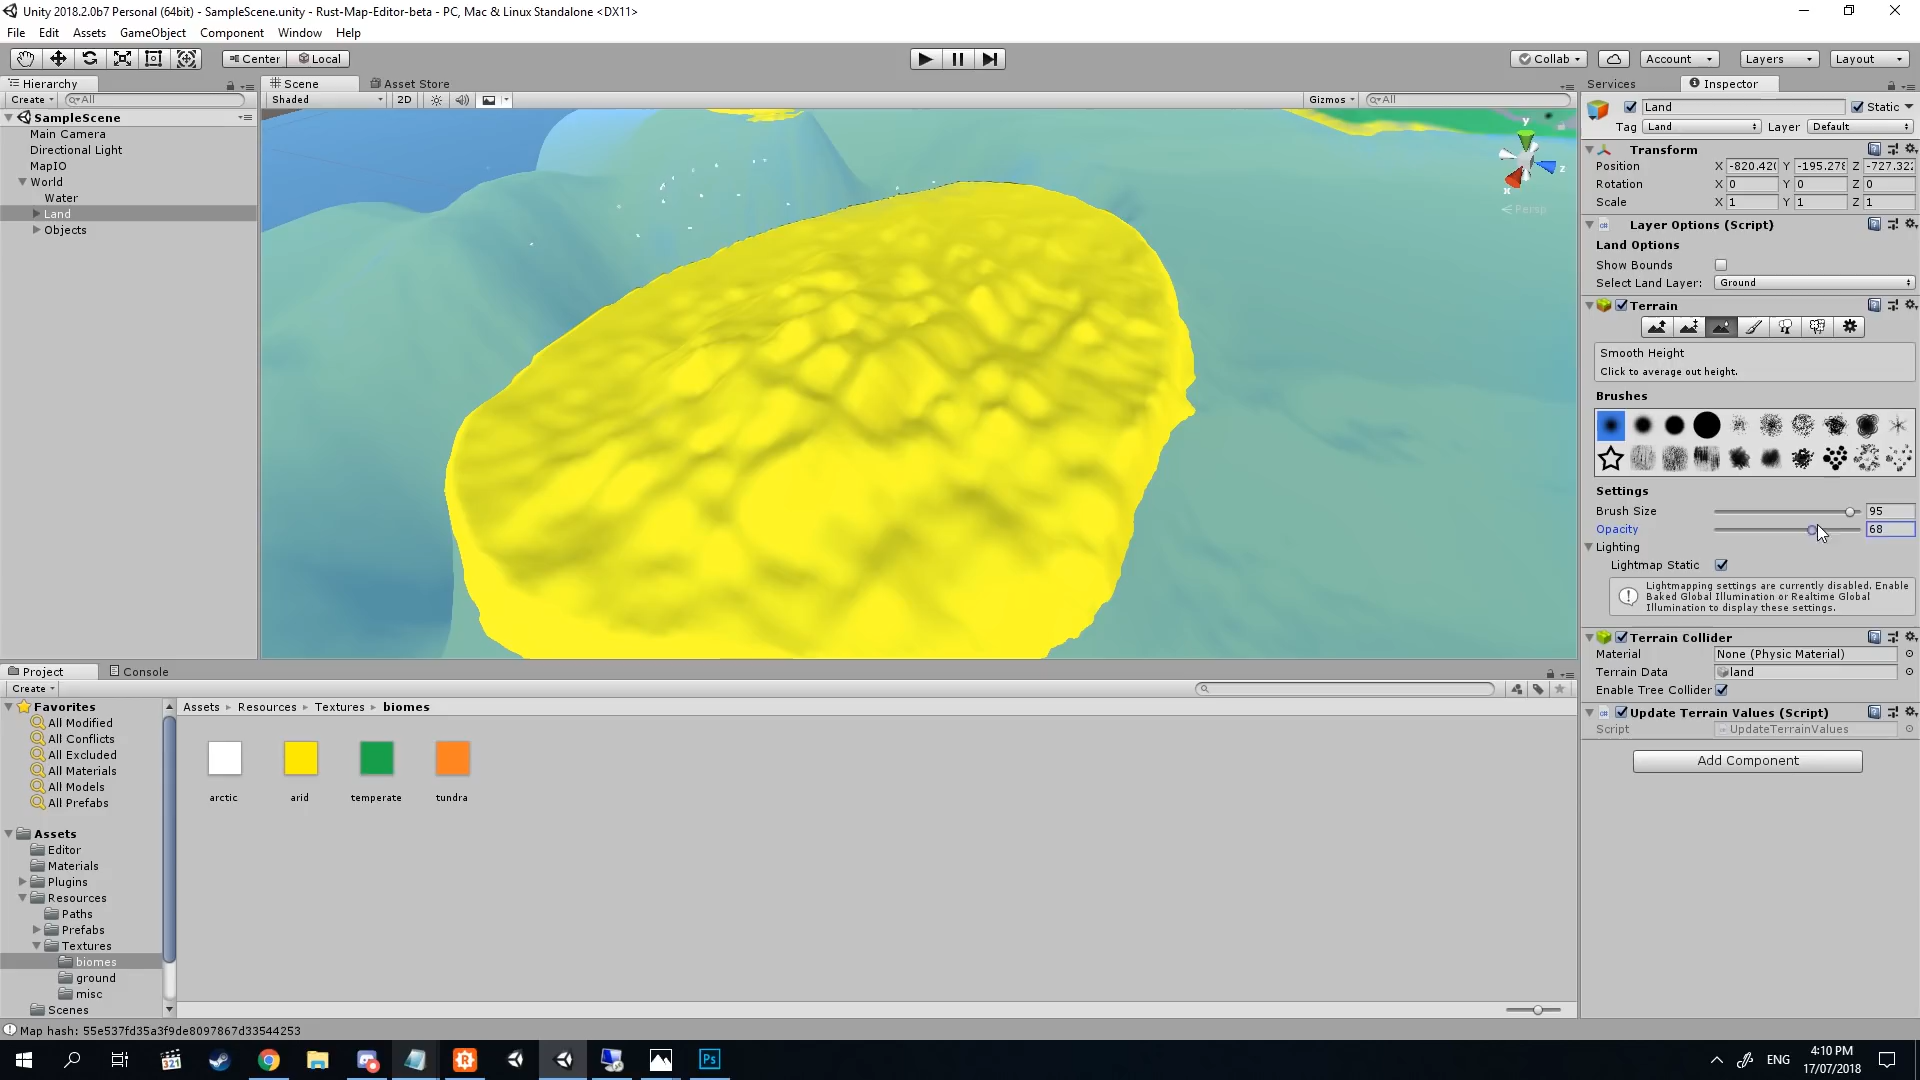 Unity 2018.2.0b7 Personal (64bit) - SampleScene.unity - Rust-Map-Editor-beta - PC, Mac & Linux Standalone <DX11>
File Edit Assets GameObject Component Window Help
Center Local Collab Account Layers Layout
Hierarchy Scene Asset Store Services Inspector
Create All Shaded 2D Gizmos All
SampleScene
Main Camera
Directional Light
MapIO
World
Water
Land
Objects
y
z
x
Persp
Land Static
Tag Land Layer Default
Transform
Position X -820.42( Y -195.278 Z -727.322
Rotation X 0 Y 0 Z 0
Scale X 1 Y 1 Z 1
Layer Options (Script)
Land Options
Show Bounds
Select Land Layer: Ground
Terrain
Smooth Height
Click to average out height.
Brushes
Settings
Brush Size 95
Opacity 68
Lighting
Lightmap Static
Lightmapping settings are currently disabled. Enable
Baked Global Illumination or Realtime Global
Illumination to display these settings.
Terrain Collider
Material None (Physic Material)
Terrain Data land
Enable Tree Collider
Update Terrain Values (Script)
Script UpdateTerrainValues
Add Component
Project Console
Create
Favorites
All Modified
All Conflicts
All Excluded
All Materials
All Models
All Prefabs
Assets
Editor
Materials
Plugins
Resources
Paths
Prefabs
Textures
biomes
ground
misc
Scenes
Assets Resources Textures biomes
arctic arid temperate tundra
Map hash: 55e537fd35a3f9de8097867d33544253
321
Ps
ENG
4:10 PM
17/07/2018